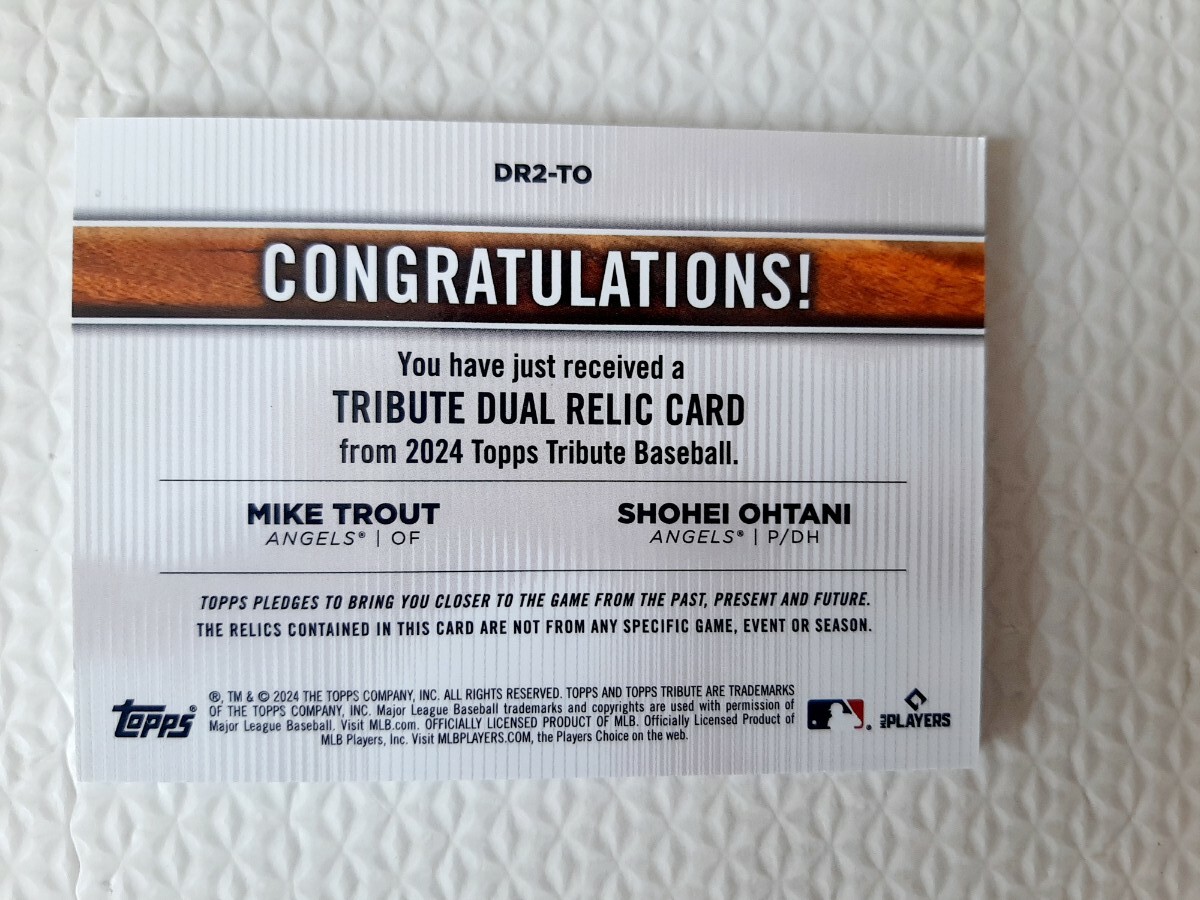 DR2-TO
CONGRATULATIONS!
You have just received a
TRIBUTE DUAL RELIC CARD
from 2024 Topps Tribute Baseball.
MIKE TROUT
ANGELS® | OF
SHOHEI OHTANI
ANGELS® | P/DH
TOPPS PLEDGES TO BRING YOU CLOSER TO THE GAME FROM THE PAST, PRESENT AND FUTURE.
THE RELICS CONTAINED IN THIS CARD ARE NOT FROM ANY SPECIFIC GAME, EVENT OR SEASON.
topps®
®, TM & © 2024 THE TOPPS COMPANY, INC. ALL RIGHTS RESERVED. TOPPS AND TOPPS TRIBUTE ARE TRADEMARKS
OF THE TOPPS COMPANY, INC. Major League Baseball trademarks and copyrights are used with permission of
Major League Baseball. Visit MLB.com. OFFICIALLY LICENSED PRODUCT OF MLB. Officially Licensed Product of
MLB Players, Inc. Visit MLBPLAYERS.COM, the Players Choice on the web.
MLB PLAYERS